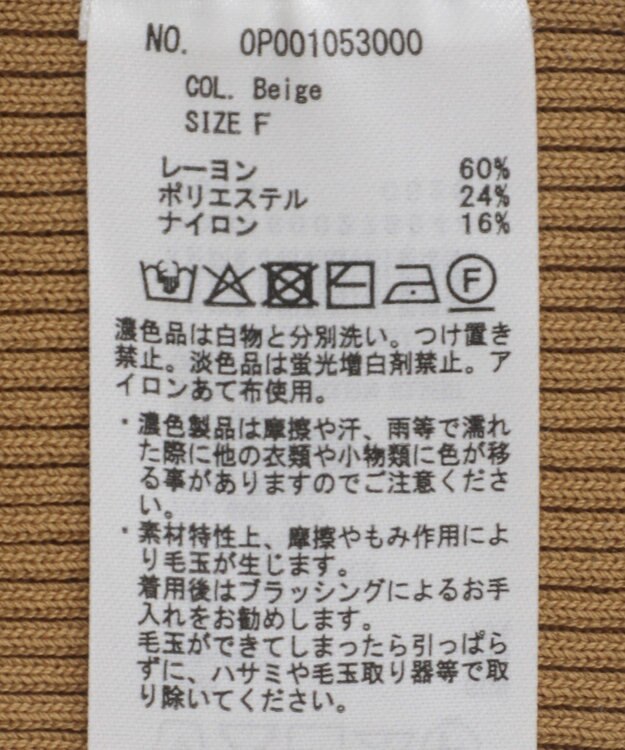 NO. 0P001053000
COL. Beige
SIZE F
レーヨン 60%
ポリエステル 24%
ナイロン 16%
F
濃色品は白物と分別洗い。つけ置き
禁止。淡色品は蛍光増白剤禁止。ア
イロンあて布使用。
・濃色製品は摩擦や汗、雨等で濡れ
た際に他の衣類や小物類に色が移
る事がありますのでご注意くださ
い。
・素材特性上、摩擦やもみ作用によ
り毛玉が生じます。
着用後はブラッシングによるお手
入れをお勧めします。
毛玉ができてしまったら引っぱら
ずに、ハサミや毛玉取り器等で取
り除いてください。